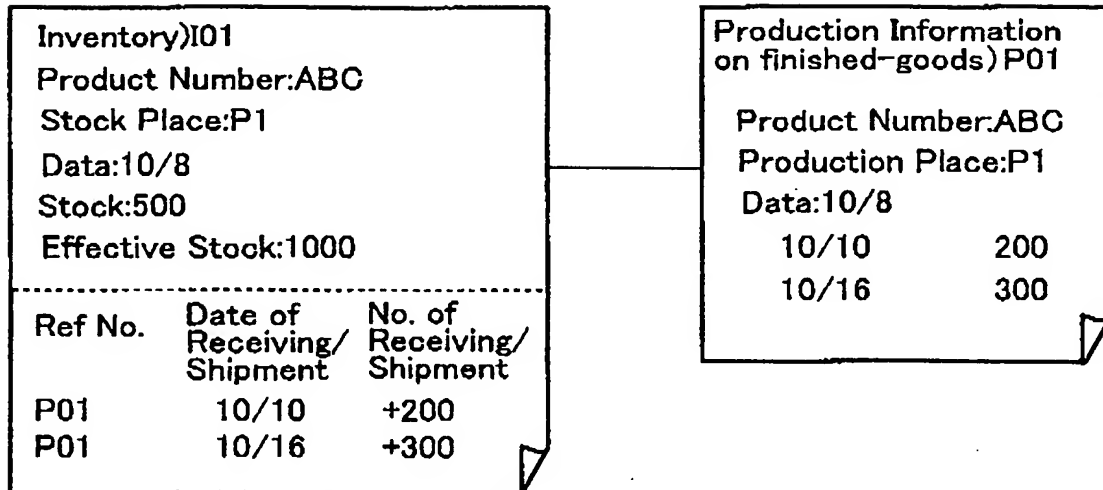 Inventory)I01
Product Number:ABC
Stock Place:P1
Data:10/8
Stock:500
Effective Stock:1000
Ref No. Date of Receiving/Shipment No. of Receiving/Shipment
P01 10/10 +200
P01 10/16 +300
Production Information
on finished-goods)P01
Product Number:ABC
Production Place:P1
Data:10/8
10/10 200
10/16 300